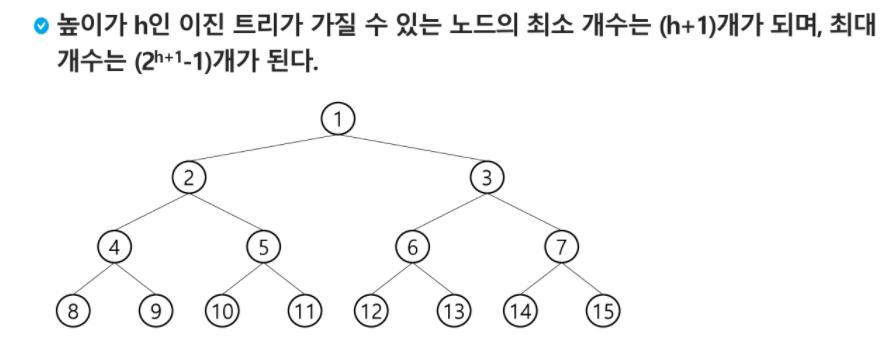 높이가 h인 이진 트리가 가질 수 있는 노드의 최소 개수는 (h+1)개가 되며, 최대
개수는 (2ʰ⁺¹-1)개가 된다.
1
2 3
4 5 6 7
8 9 10 11 12 13 14 15